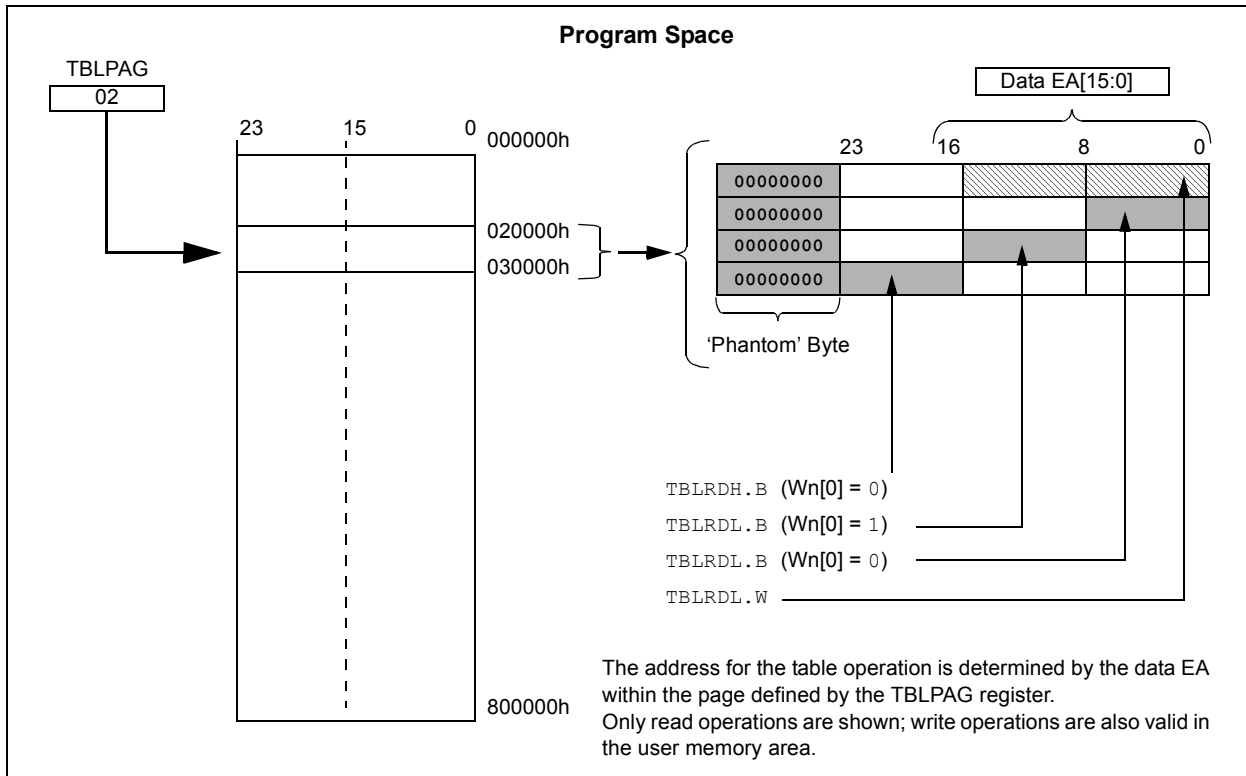 Program Space
TBLPAG
02
Data EA[15:0]
23 15 0
000000h
020000h
030000h
800000h
23 16 8 0
00000000
00000000
00000000
00000000
‘Phantom’ Byte
TBLRDH.B (Wn[0] = 0)
TBLRDL.B (Wn[0] = 1)
TBLRDL.B (Wn[0] = 0)
TBLRDL.W
The address for the table operation is determined by the data EA
within the page defined by the TBLPAG register.
Only read operations are shown; write operations are also valid in
the user memory area.